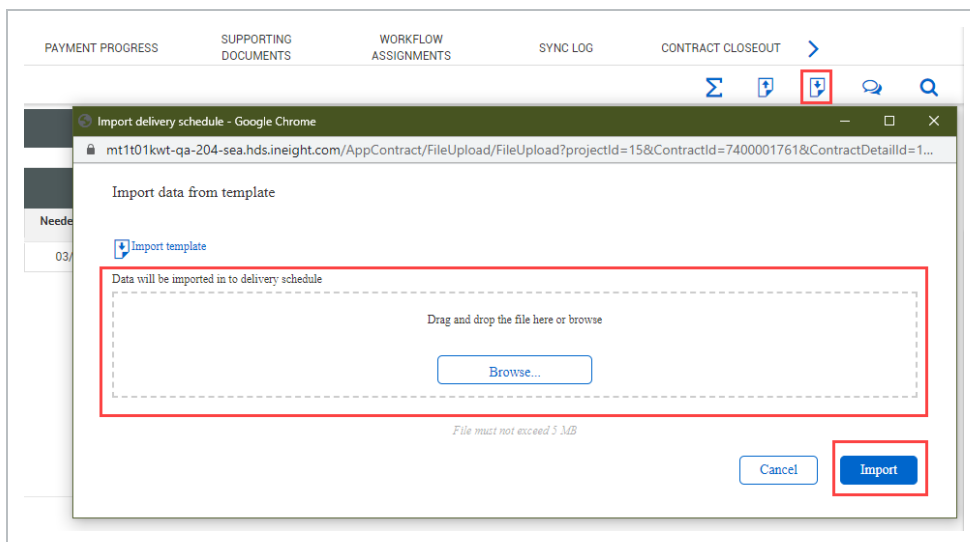 PAYMENT PROGRESS
SUPPORTING
DOCUMENTS
WORKFLOW
ASSIGNMENTS
SYNC LOG
CONTRACT CLOSEOUT
Import delivery schedule - Google Chrome
mt1t01kwt-qa-204-sea.hds.ineight.com/AppContract/FileUpload/FileUpload?projectId=15&ContractId=7400001761&ContractDetailId=1...
Import data from template
Neede
Import template
03/
Data will be imported in to delivery schedule
Drag and drop the file here or browse
Browse...
File must not exceed 5 MB
Cancel
Import